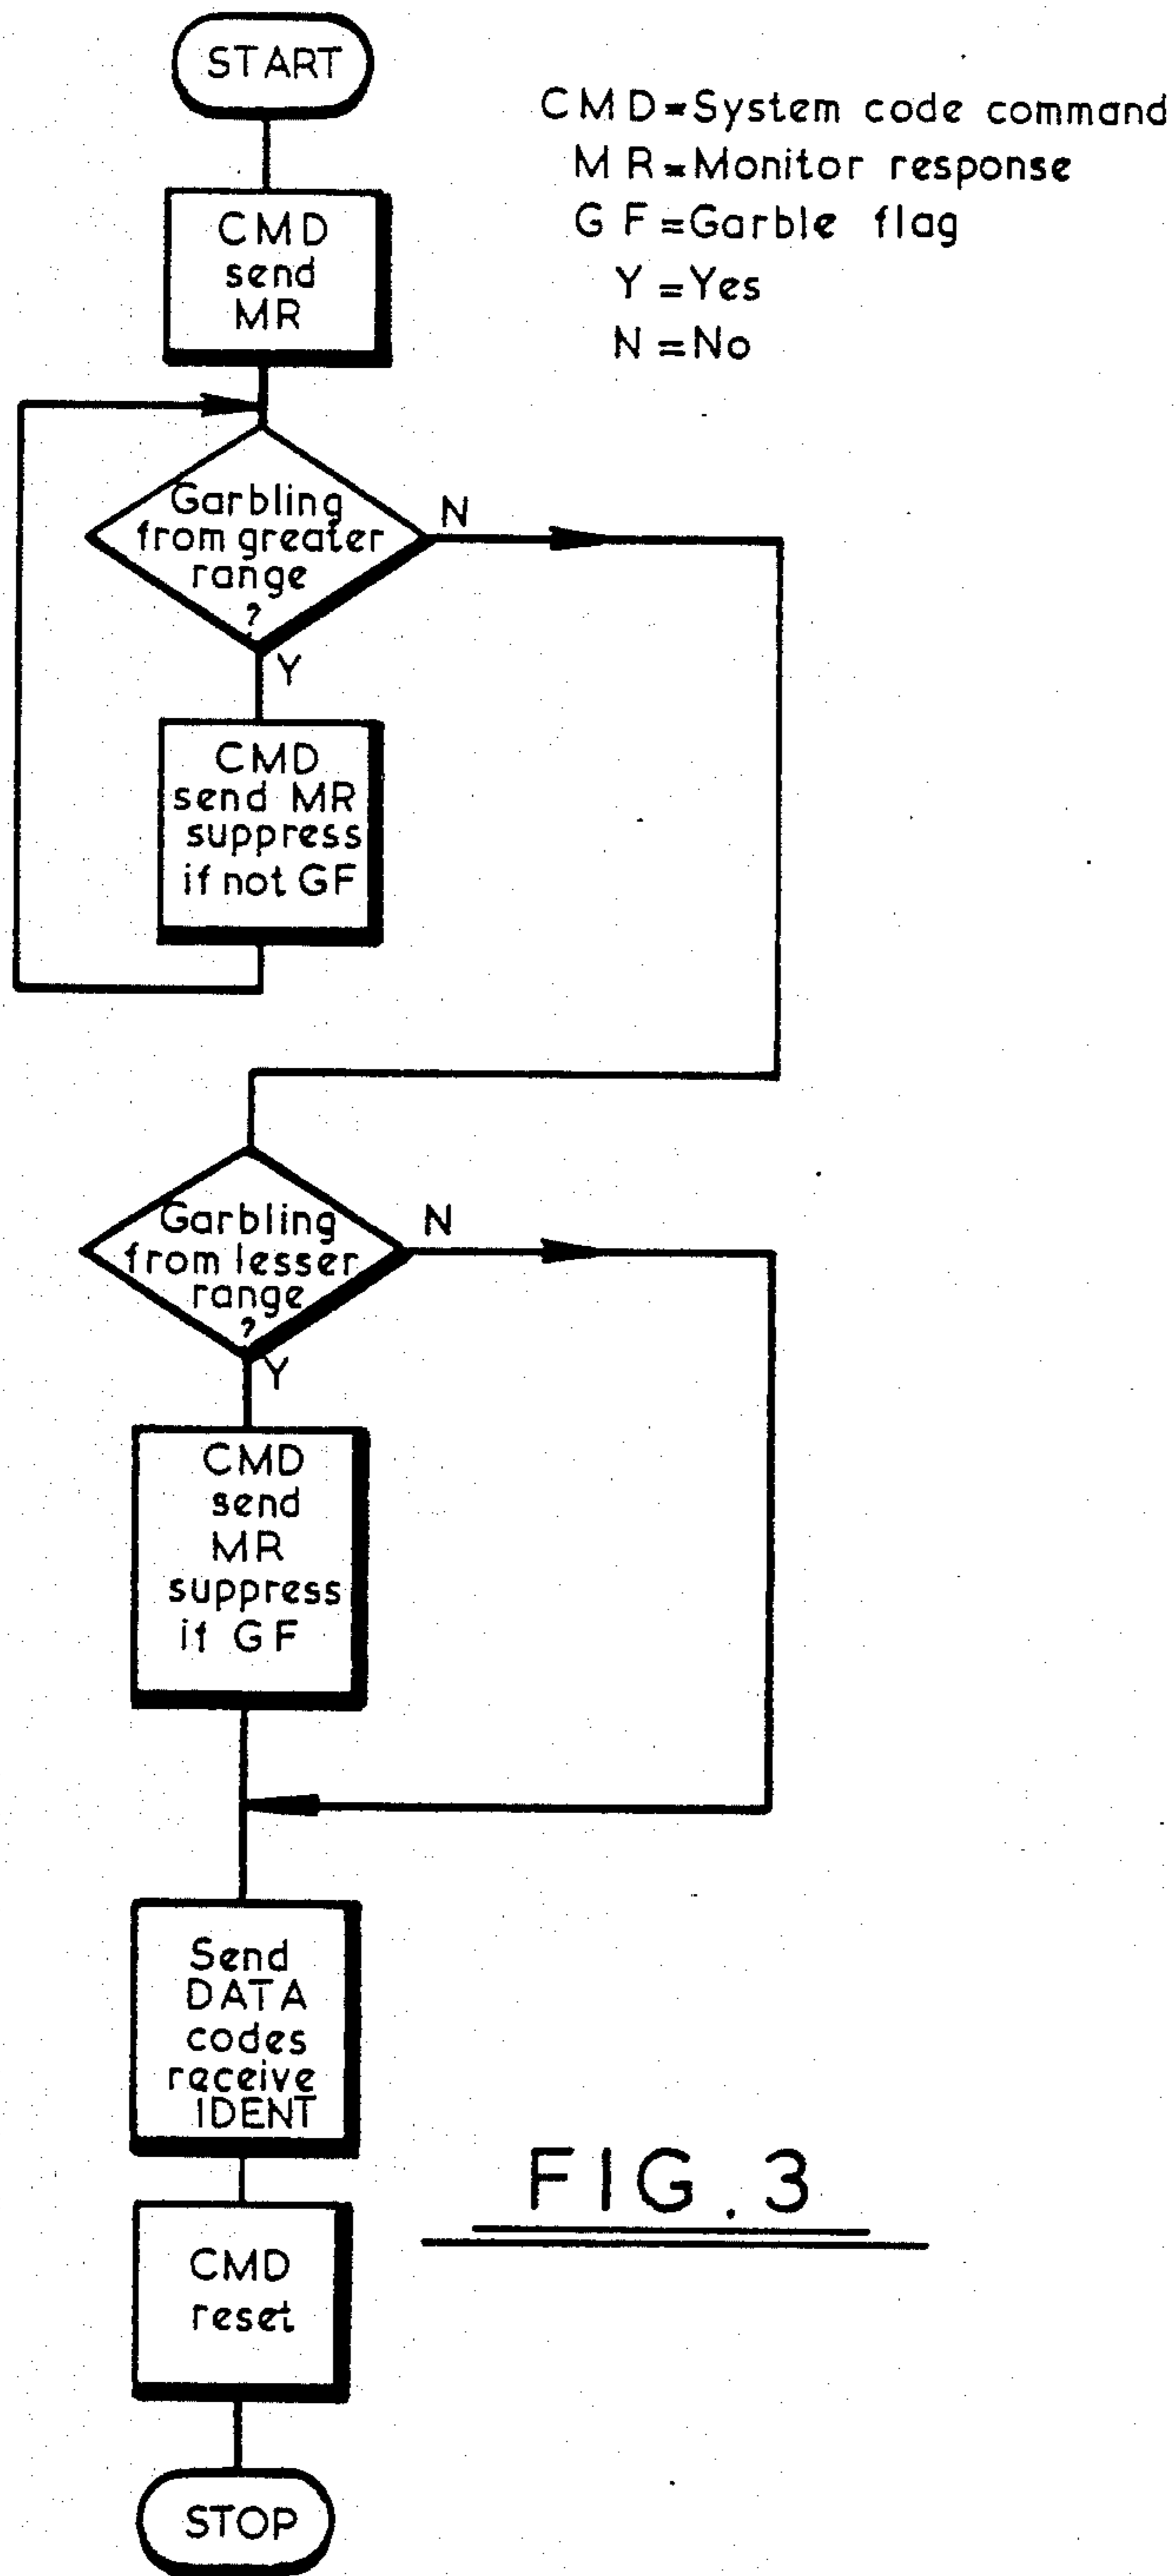 START
CMD=System code command
MR=Monitor response
GF=Garble flag
Y=Yes
N=No
CMD
send
MR
Garbling
from greater
range
?
N
Y
CMD
send MR
suppress
if not GF
Garbling
from lesser
range
?
N
Y
CMD
send
MR
suppress
if GF
Send
DATA
codes
receive
IDENT
FIG. 3
CMD
reset
STOP